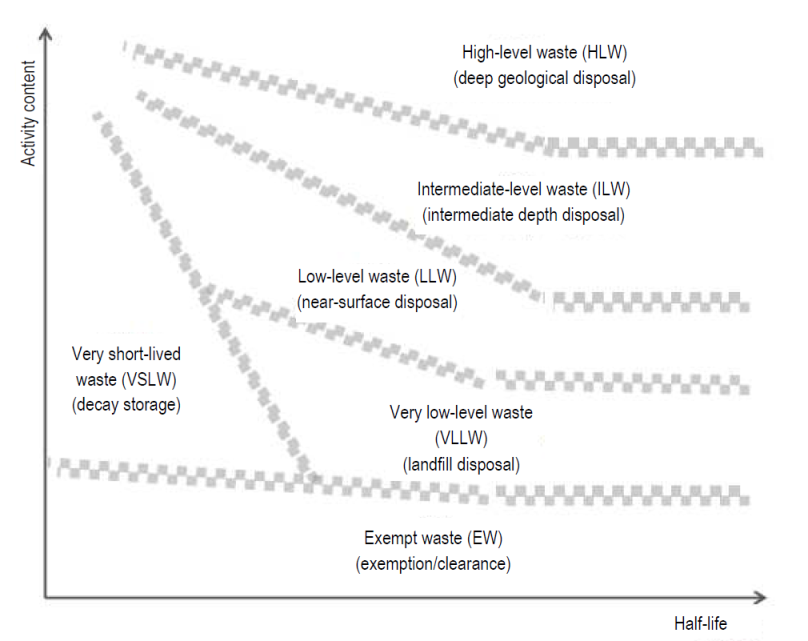 High-level waste (HLW)
(deep geological disposal)
Activity content
Intermediate-level waste (ILW)
(intermediate depth disposal)
Low-level waste (LLW)
(near-surface disposal)
Very short-lived
waste (VSLW)
(decay storage)
Very low-level waste
(VLLW)
(landfill disposal)
Exempt waste (EW)
(exemption/clearance)
Half-life